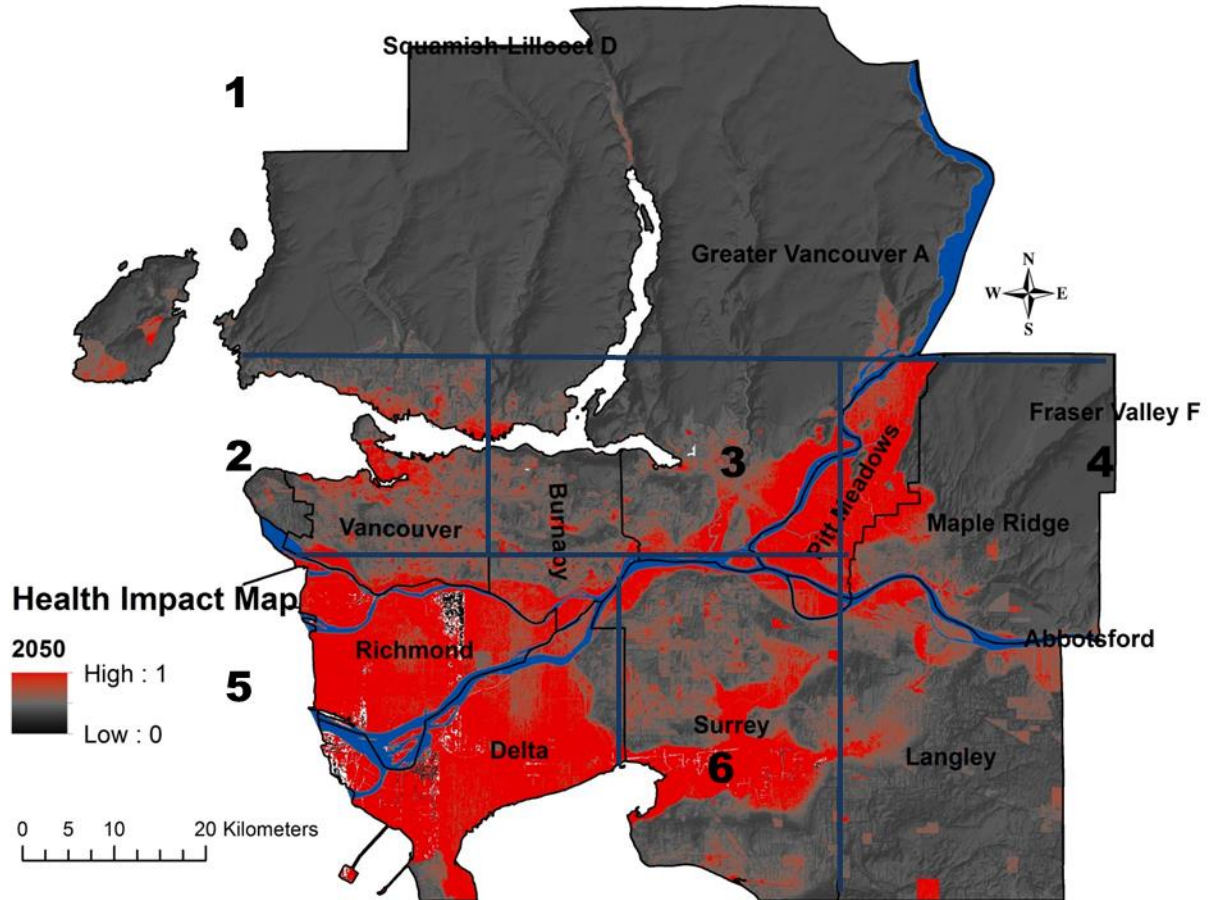 Squamish-Lillooet D
1
Greater Vancouver A
N
W E
S
Fraser Valley F
2
3
4
Pitt Meadows
Burnaby
Vancouver
Maple Ridge
Health Impact Map
2050
High : 1
Low : 0
Richmond
Abbotsford
5
Surrey
Delta
Langley
6
0 5 10 20 Kilometers